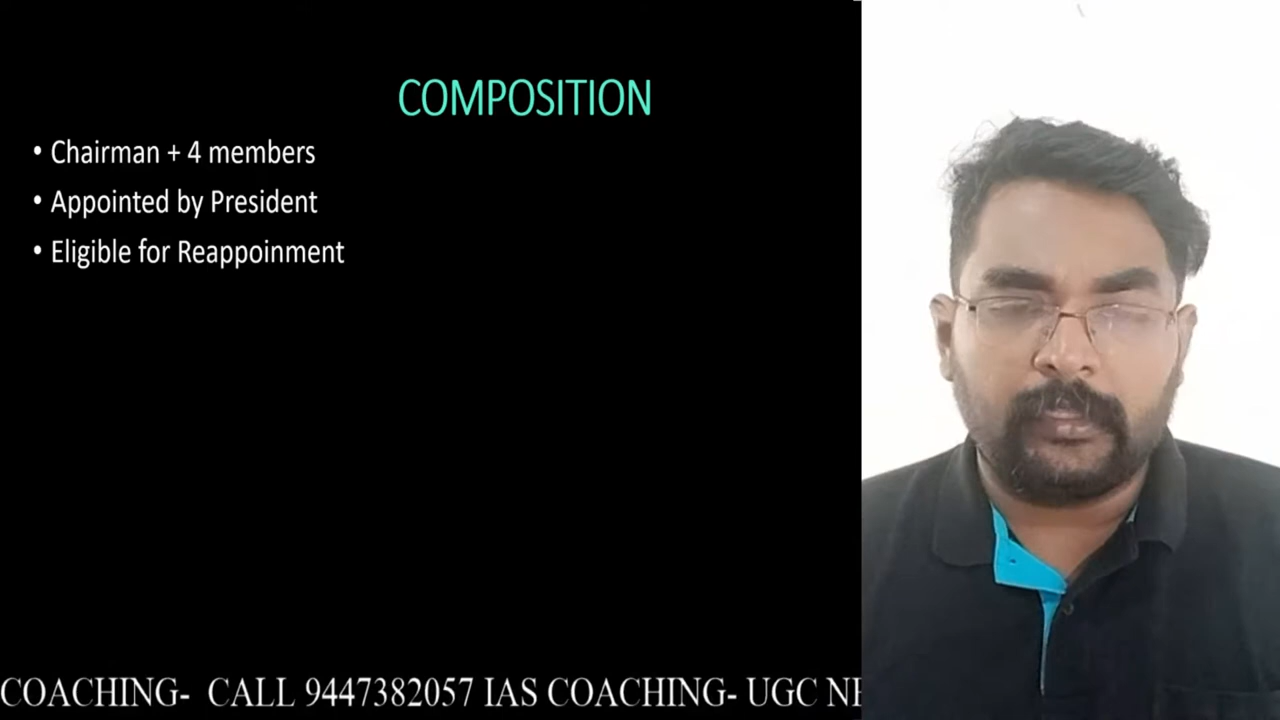 COMPOSITION
• Chairman + 4 members
• Appointed by President
• Eligible for Reappoinment
COACHING- CALL 9447382057 IAS COACHING- UGC